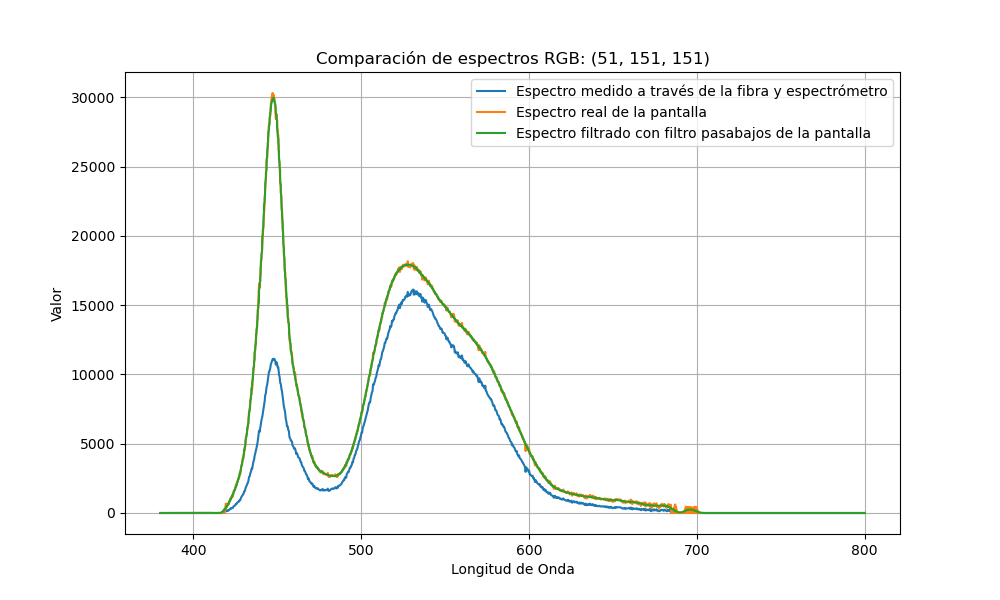 Comparación de espectros RGB: (51, 151, 151)
Espectro medido a través de la fibra y espectrómetro
Espectro real de la pantalla
Espectro filtrado con filtro pasabajos de la pantalla
Valor
30000
25000
20000
15000
10000
5000
0
400
500
600
700
800
Longitud de Onda